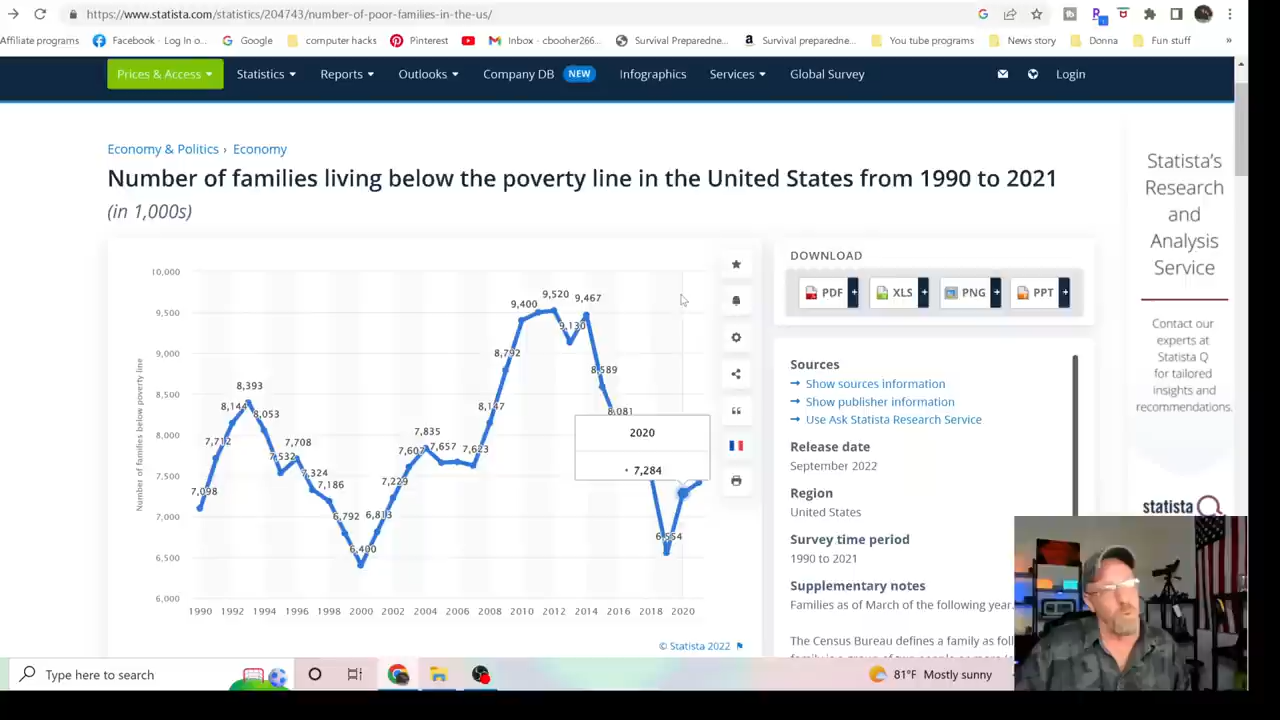 https://www.statista.com/statistics/204743/number-of-poor-families-in-the-us/
Affiliate programs Facebook - Log In o... Google computer hacks Pinterest Inbox - cbooher266... Survival Preparedne... Survival preparedne... You tube programs News story Donna Fun stuff »
Prices & Access Statistics Reports Outlooks Company DB NEW Infographics Services Global Survey Login
Economy & Politics › Economy
Number of families living below the poverty line in the United States from 1990 to 2021
(in 1,000s)
Number of families below poverty line
10,000
9,500
9,000
8,500
8,000
7,500
7,000
6,500
6,000
7,098
7,712
8,144
8,393
8,053
7,532
7,708
7,324
7,186
6,792
6,400
6,813
7,229
7,607
7,835
7,657
7,623
8,147
8,792
9,400
9,520
9,130
9,467
8,589
8,081
6,554
2020
7,284
1990 1992 1994 1996 1998 2000 2002 2004 2006 2008 2010 2012 2014 2016 2018 2020
© Statista 2022
DOWNLOAD
PDF + XLS + PNG + PPT +
Sources
Show sources information
Show publisher information
Use Ask Statista Research Service
Release date
September 2022
Region
United States
Survey time period
1990 to 2021
Supplementary notes
Families as of March of the following year.
The Census Bureau defines a family as foll
Statista's
Research
and
Analysis
Service
Contact our
experts at
Statista Q
for tailored
insights and
recommendations.
statista
Type here to search
81°F Mostly sunny